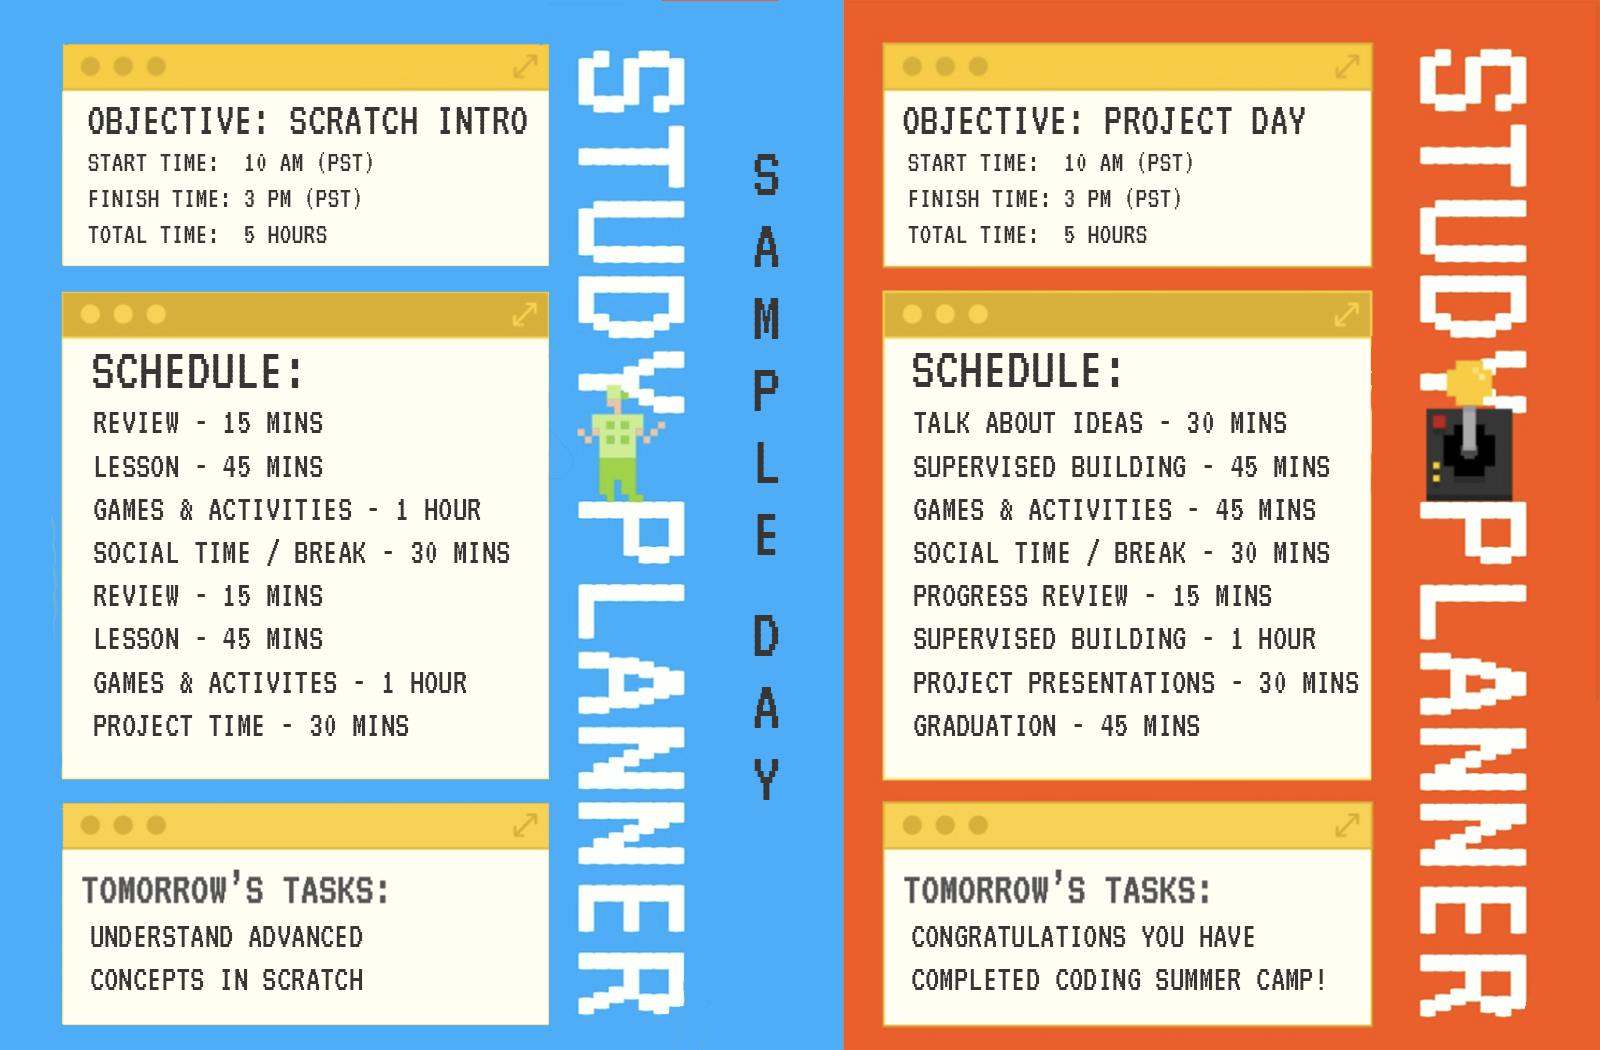 OBJECTIVE: SCRATCH INTRO
START TIME: 10 AM (PST)
FINISH TIME: 3 PM (PST)
TOTAL TIME: 5 HOURS
SCHEDULE:
REVIEW - 15 MINS
LESSON - 45 MINS
GAMES & ACTIVITIES - 1 HOUR
SOCIAL TIME / BREAK - 30 MINS
REVIEW - 15 MINS
LESSON - 45 MINS
GAMES & ACTIVITES - 1 HOUR
PROJECT TIME - 30 MINS
TOMORROW'S TASKS:
UNDERSTAND ADVANCED
CONCEPTS IN SCRATCH
STUDY PLANNER
SAMPLE DAY
OBJECTIVE: PROJECT DAY
START TIME: 10 AM (PST)
FINISH TIME: 3 PM (PST)
TOTAL TIME: 5 HOURS
SCHEDULE:
TALK ABOUT IDEAS - 30 MINS
SUPERVISED BUILDING - 45 MINS
GAMES & ACTIVITIES - 45 MINS
SOCIAL TIME / BREAK - 30 MINS
PROGRESS REVIEW - 15 MINS
SUPERVISED BUILDING - 1 HOUR
PROJECT PRESENTATIONS - 30 MINS
GRADUATION - 45 MINS
TOMORROW'S TASKS:
CONGRATULATIONS YOU HAVE
COMPLETED CODING SUMMER CAMP!
STUDY PLANNER